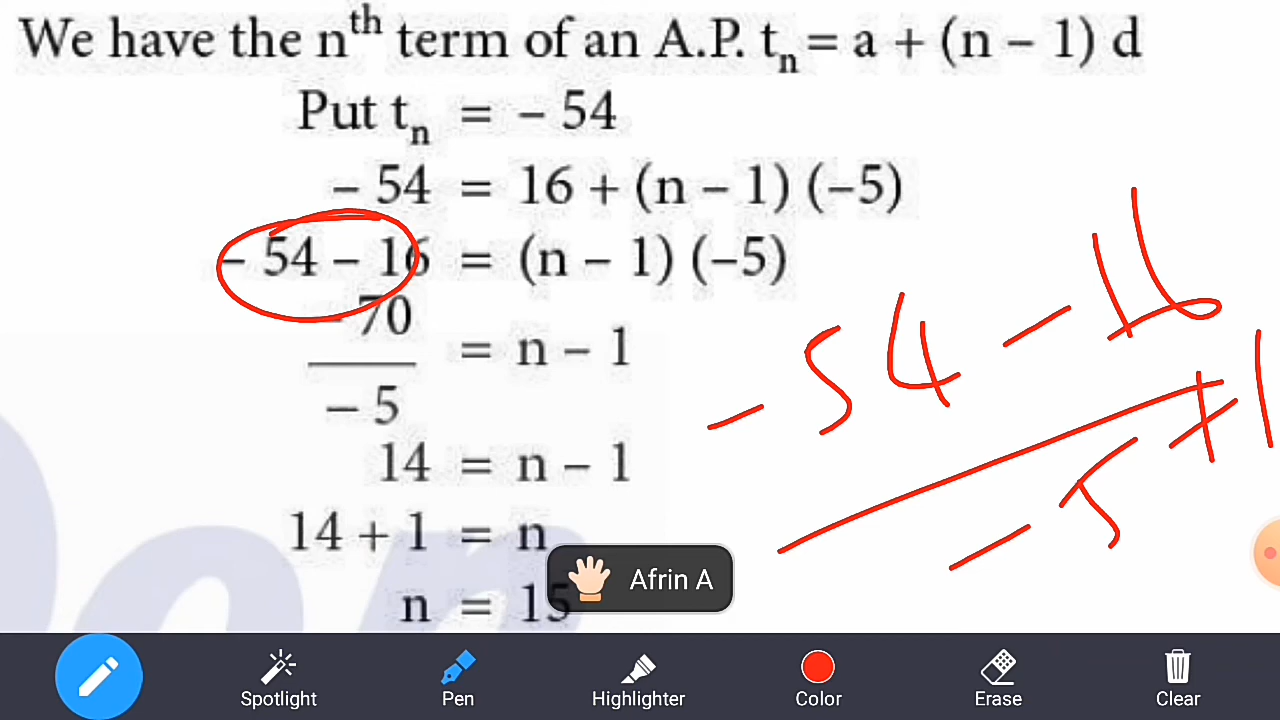 We have the nth term of an A.P. tn = a + (n – 1) d
Put tn = – 54
– 54 = 16 + (n – 1) (–5)
– 54 – 16 = (n – 1) (–5)
– 70
– 5
= n – 1
14 = n – 1
14 + 1 = n
n = 15
– 54 – 16
– 5
+1
Afrin A
Spotlight
Pen
Highlighter
Color
Erase
Clear